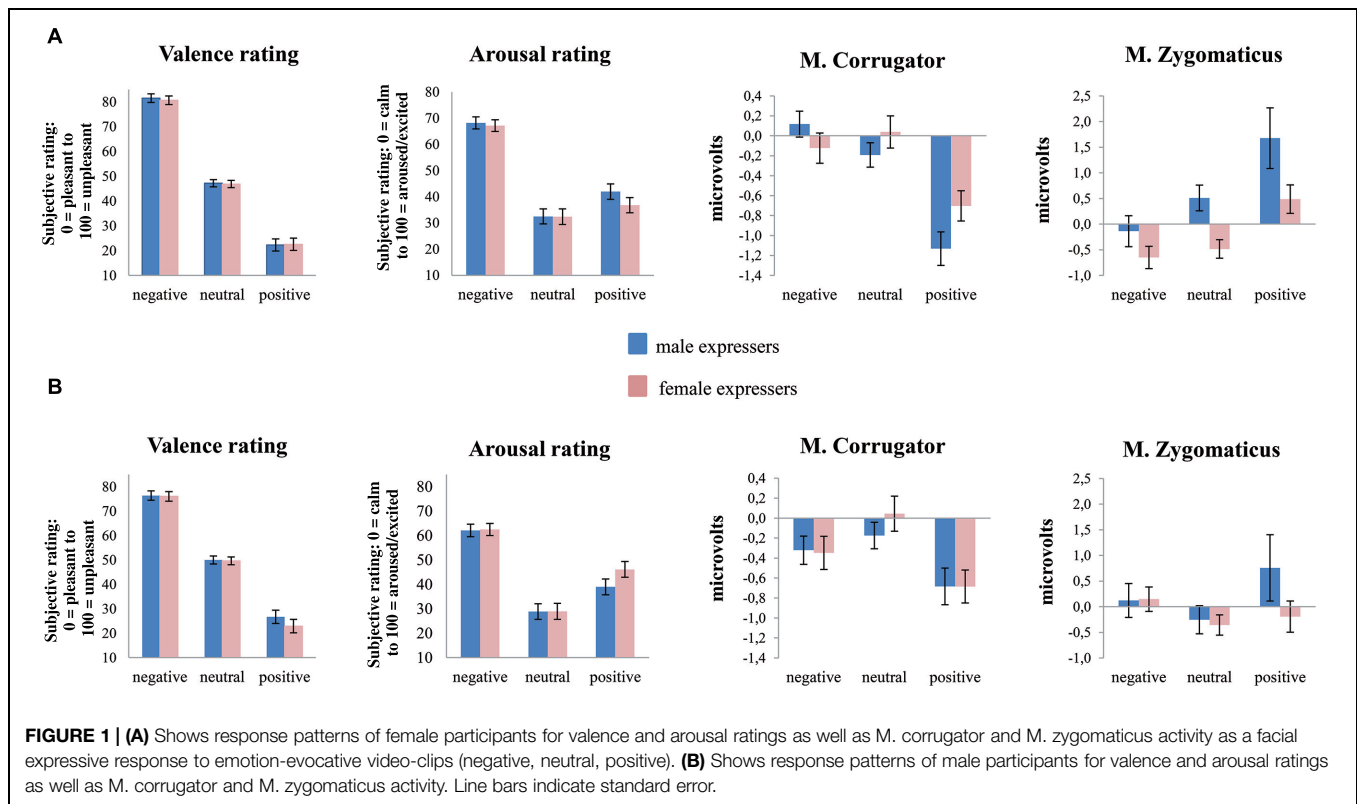 A
Valence rating
Subjective rating:
0 = pleasant to
100 = unpleasant
80
70
60
50
40
30
20
10
negative neutral positive
Arousal rating
Subjective rating: 0 = calm
to 100 = aroused/excited
80
70
60
50
40
30
20
10
negative neutral positive
M. Corrugator
microvolts
0,4
0,2
0,0
-0,2
-0,4
-0,6
-0,8
-1,0
-1,2
-1,4
negative neutral positive
M. Zygomaticus
microvolts
2,5
2,0
1,5
1,0
0,5
0,0
-0,5
-1,0
negative neutral positive
male expressers
female expressers
B
Valence rating
Subjective rating:
0 = pleasant to
100 = unpleasant
80
70
60
50
40
30
20
10
negative neutral positive
Arousal rating
Subjective rating: 0 = calm
to 100 = aroused/excited
80
70
60
50
40
30
20
10
negative neutral positive
M. Corrugator
microvolts
0,4
0,2
0,0
-0,2
-0,4
-0,6
-0,8
-1,0
-1,2
-1,4
negative neutral positive
M. Zygomaticus
microvolts
2,5
2,0
1,5
1,0
0,5
0,0
-0,5
-1,0
negative neutral positive
FIGURE 1 | (A) Shows response patterns of female participants for valence and arousal ratings as well as M. corrugator and M. zygomaticus activity as a facial
expressive response to emotion-evocative video-clips (negative, neutral, positive). (B) Shows response patterns of male participants for valence and arousal ratings
as well as M. corrugator and M. zygomaticus activity. Line bars indicate standard error.